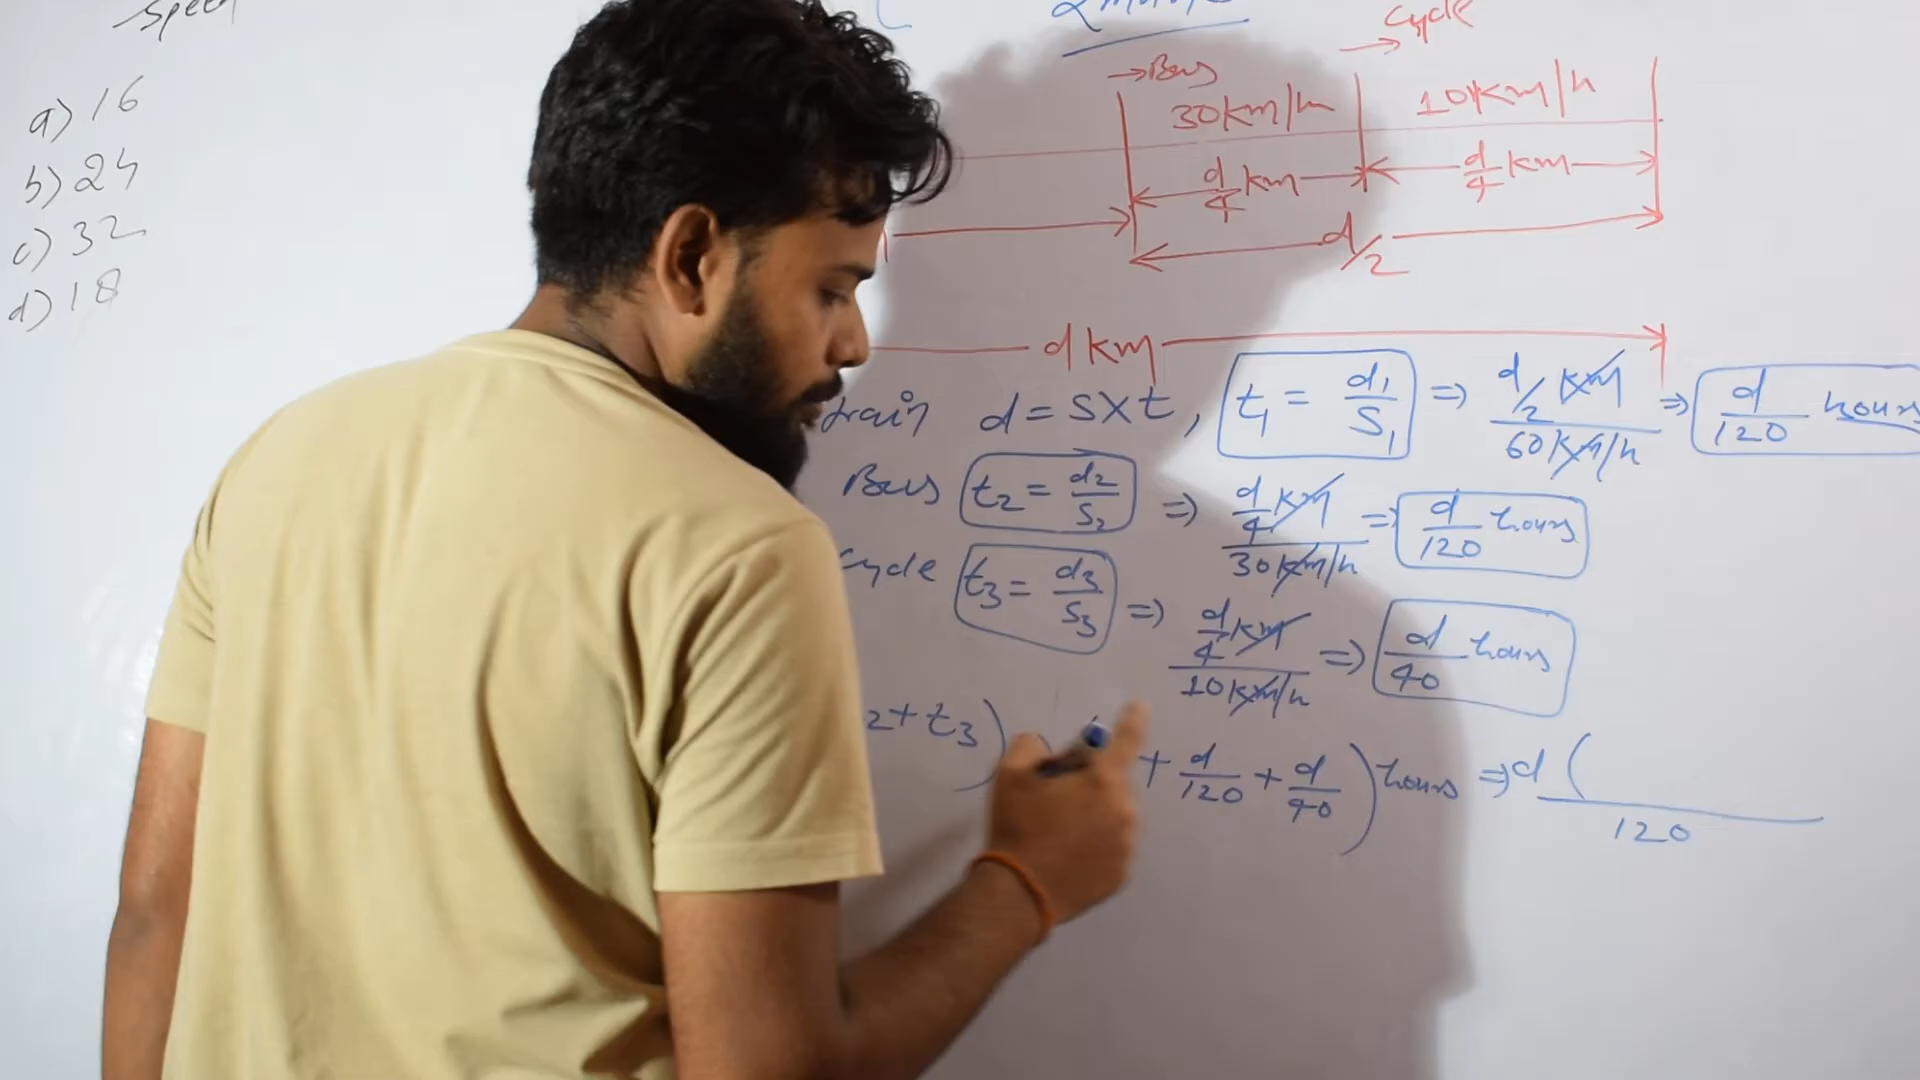 Speed
a) 16
b) 24
c) 32
d) 18
Cycle
→Bus
30km/h
10km/h
d/4 km
d/4 km
d/2
d km
train d = s×t, t1 = d1/s1 => d/2 km / 60km/h => d/120 hours
Bus t2 = d2/s2 => d/4 km / 30km/h => d/120 hours
Cycle t3 = d3/s3 => d/4 km / 10km/h => d/40 hours
2 + t3)
+ d/120 + d/40) hours => d ( / 120